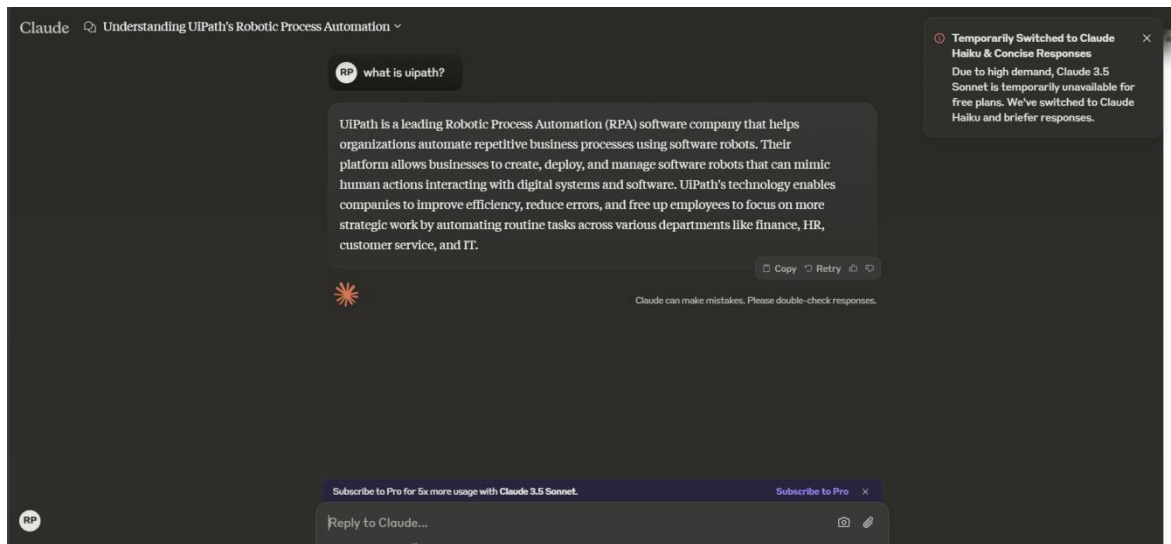 Claude Understanding UiPath's Robotic Process Automation
Temporarily Switched to Claude
Haiku & Concise Responses
Due to high demand, Claude 3.5
Sonnet is temporarily unavailable for
free plans. We've switched to Claude
Haiku and briefer responses.
RP what is uipath?
UiPath is a leading Robotic Process Automation (RPA) software company that helps
organizations automate repetitive business processes using software robots. Their
platform allows businesses to create, deploy, and manage software robots that can mimic
human actions interacting with digital systems and software. UiPath's technology enables
companies to improve efficiency, reduce errors, and free up employees to focus on more
strategic work by automating routine tasks across various departments like finance, HR,
customer service, and IT.
Copy Retry
Claude can make mistakes. Please double-check responses.
Subscribe to Pro for 5x more usage with Claude 3.5 Sonnet. Subscribe to Pro
RP
Reply to Claude...